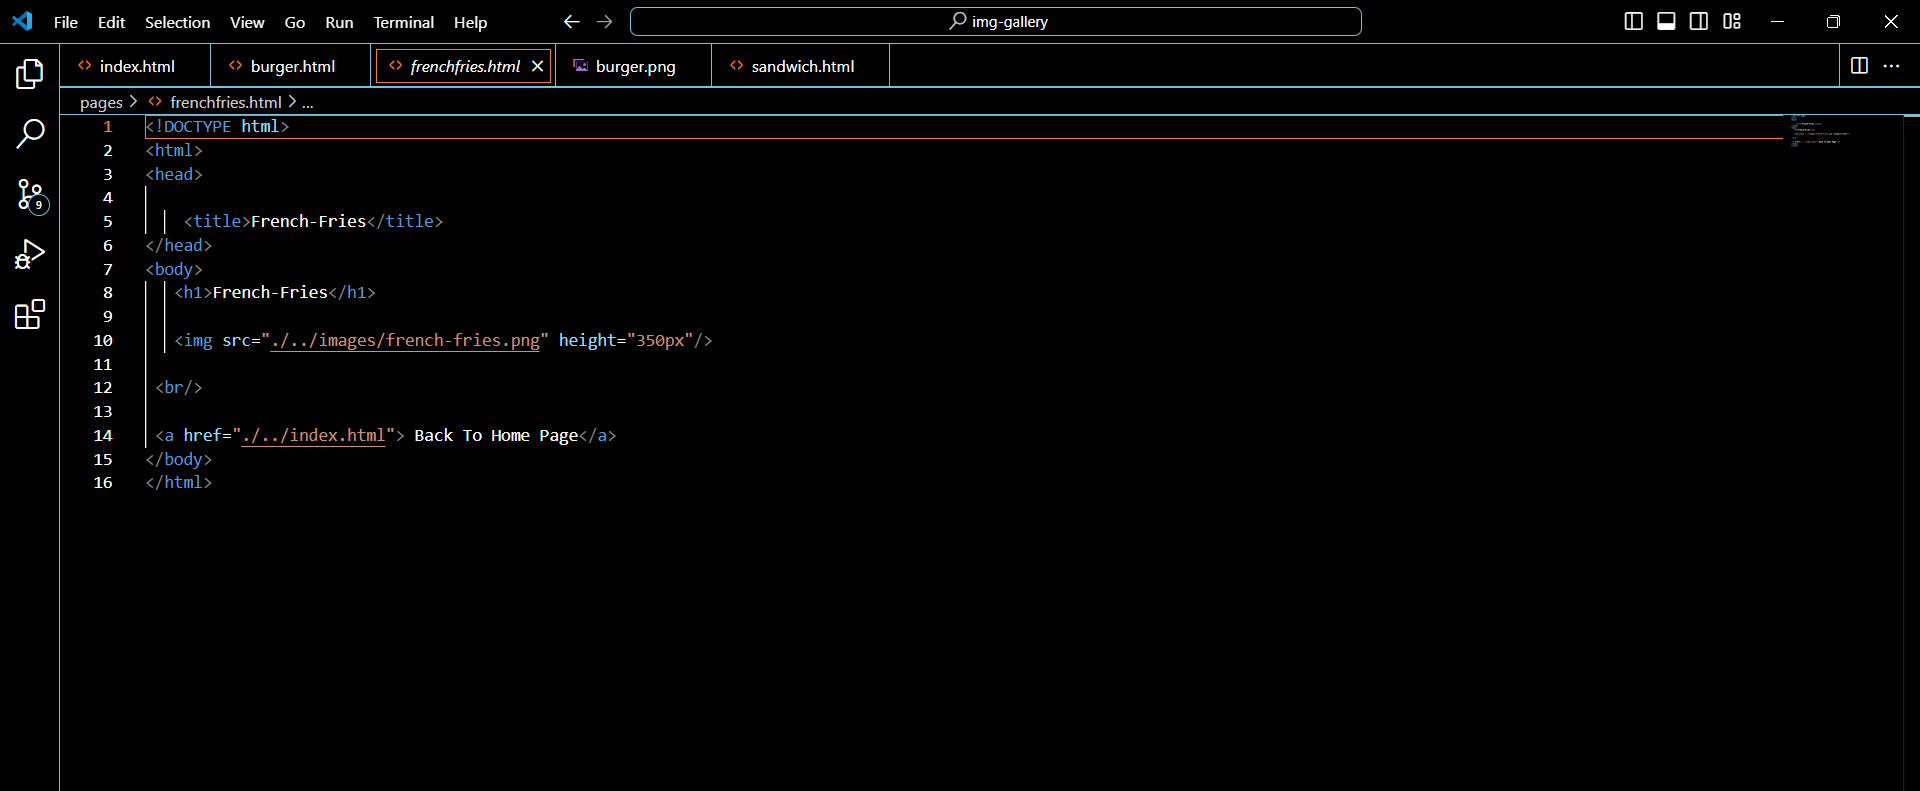 File Edit Selection View Go Run Terminal Help img-gallery
index.html burger.html frenchfries.html burger.png sandwich.html
pages > frenchfries.html > ...
1 <!DOCTYPE html>
2 <html>
3 <head>
4
5 <title>French-Fries</title>
6 </head>
7 <body>
8 <h1>French-Fries</h1>
9
10 <img src="./../images/french-fries.png" height="350px"/>
11
12 <br/>
13
14 <a href="./../index.html"> Back To Home Page</a>
15 </body>
16 </html>
9